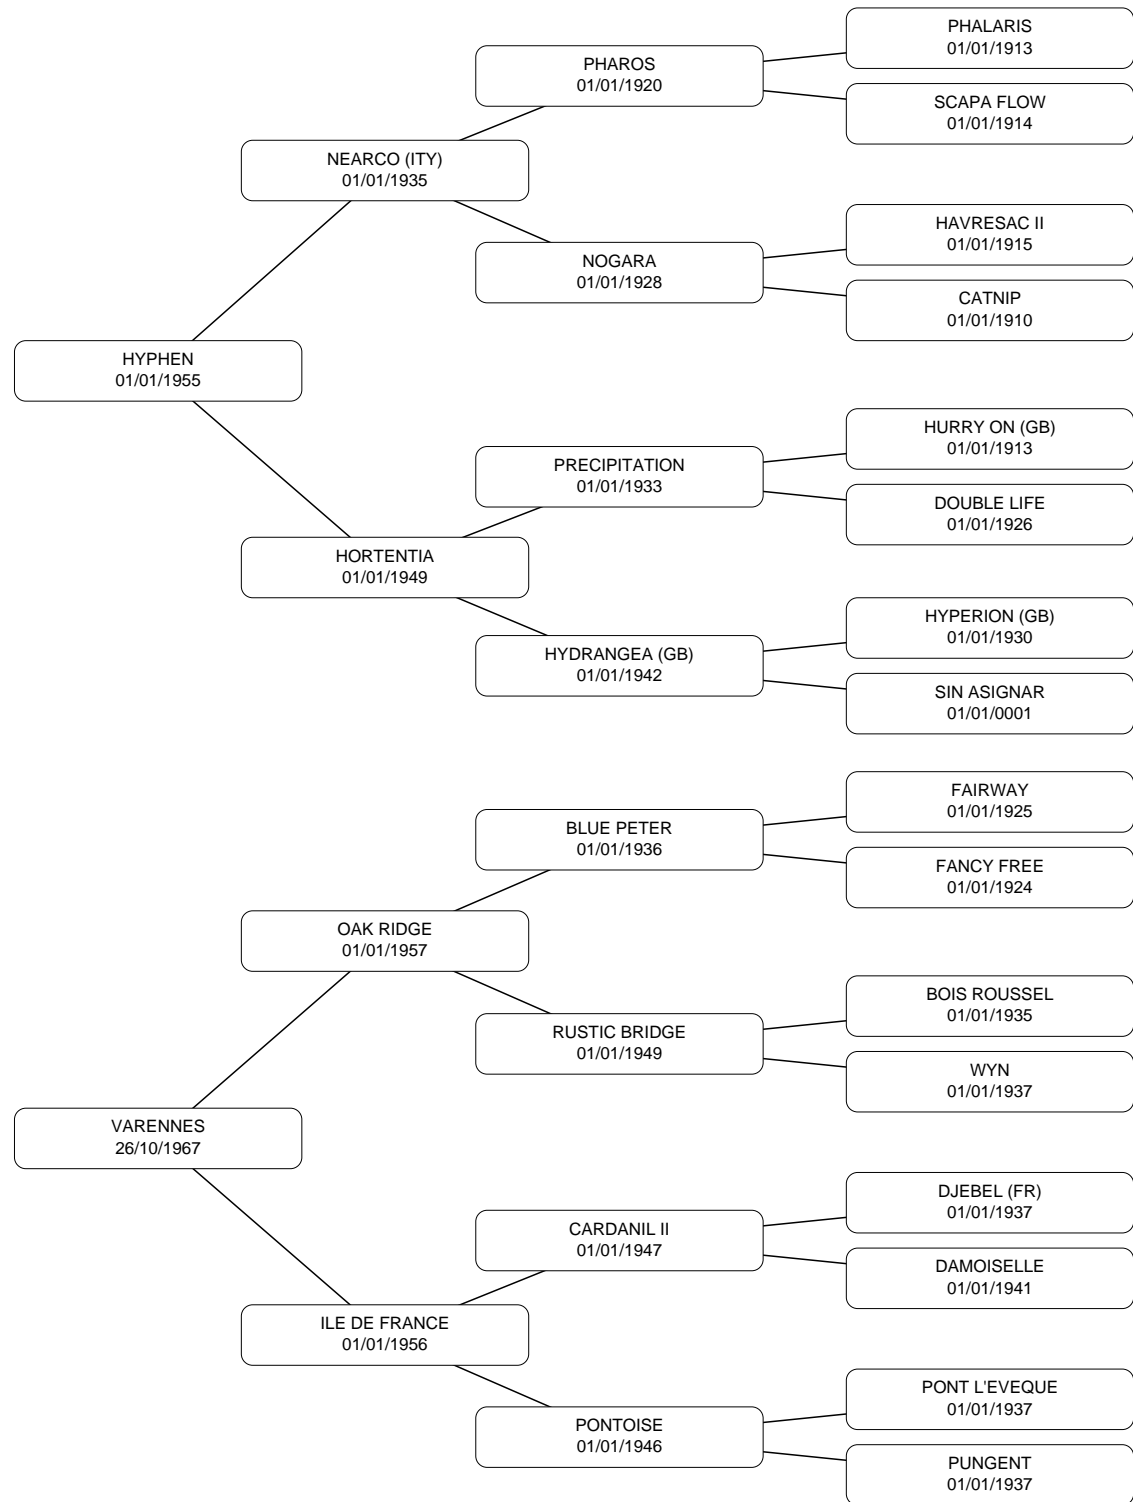 PHALARIS
01/01/1913
PHAROS
01/01/1920
SCAPA FLOW
01/01/1914
NEARCO (ITY)
01/01/1935
HAVRESAC II
01/01/1915
NOGARA
01/01/1928
CATNIP
01/01/1910
HYPHEN
01/01/1955
HURRY ON (GB)
01/01/1913
PRECIPITATION
01/01/1933
DOUBLE LIFE
01/01/1926
HORTENTIA
01/01/1949
HYPERION (GB)
01/01/1930
HYDRANGEA (GB)
01/01/1942
SIN ASIGNAR
01/01/0001
FAIRWAY
01/01/1925
BLUE PETER
01/01/1936
FANCY FREE
01/01/1924
OAK RIDGE
01/01/1957
BOIS ROUSSEL
01/01/1935
RUSTIC BRIDGE
01/01/1949
WYN
01/01/1937
VARENNES
26/10/1967
DJEBEL (FR)
01/01/1937
CARDANIL II
01/01/1947
DAMOISELLE
01/01/1941
ILE DE FRANCE
01/01/1956
PONT L'EVEQUE
01/01/1937
PONTOISE
01/01/1946
PUNGENT
01/01/1937